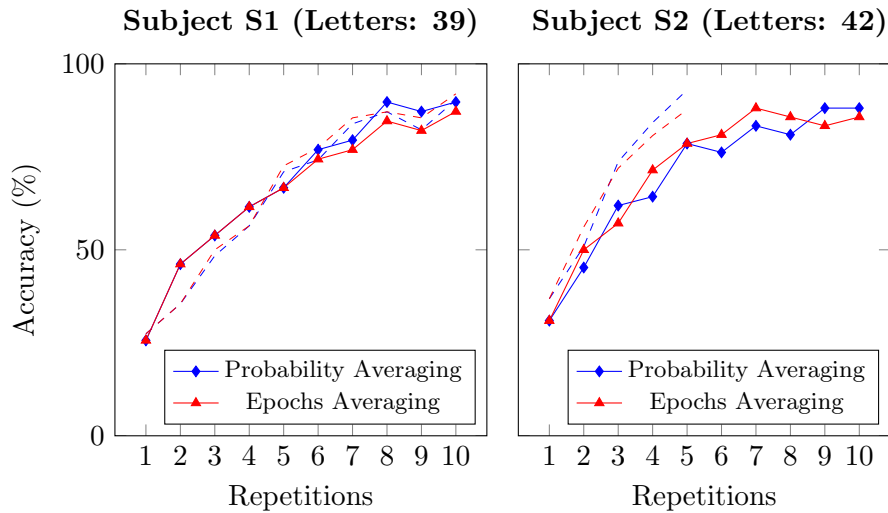 Subject S1 (Letters: 39)
Subject S2 (Letters: 42)
100
50
0
Accuracy (%)
Probability Averaging
Epochs Averaging
Probability Averaging
Epochs Averaging
1 2 3 4 5 6 7 8 9 10
1 2 3 4 5 6 7 8 9 10
Repetitions
Repetitions